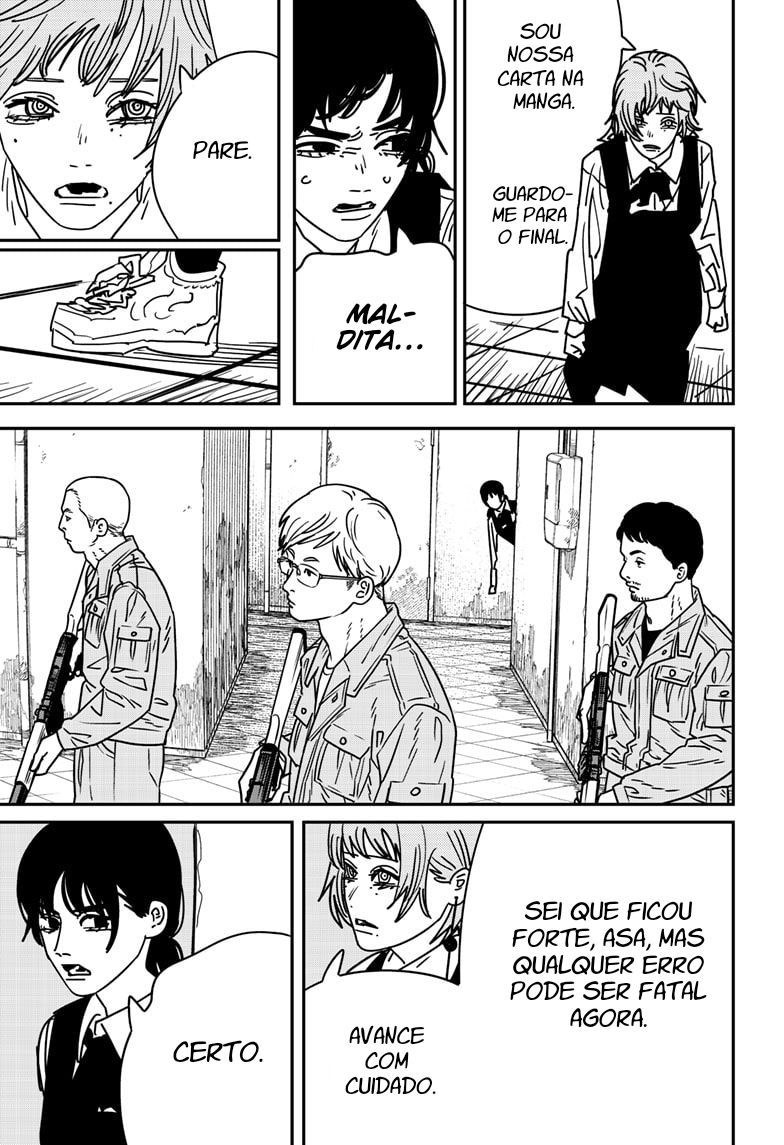 SOU
NOSSA
CARTA NA
MANGA.
GUARDO-
ME PARA
O FINAL.
MAL-
DITA...
PARE.
SEI QUE FICOU
FORTE, ASA, MAS
QUALQUER ERRO
PODE SER FATAL
AGORA.
AVANCE
COM
CUIDADO.
CERTO.